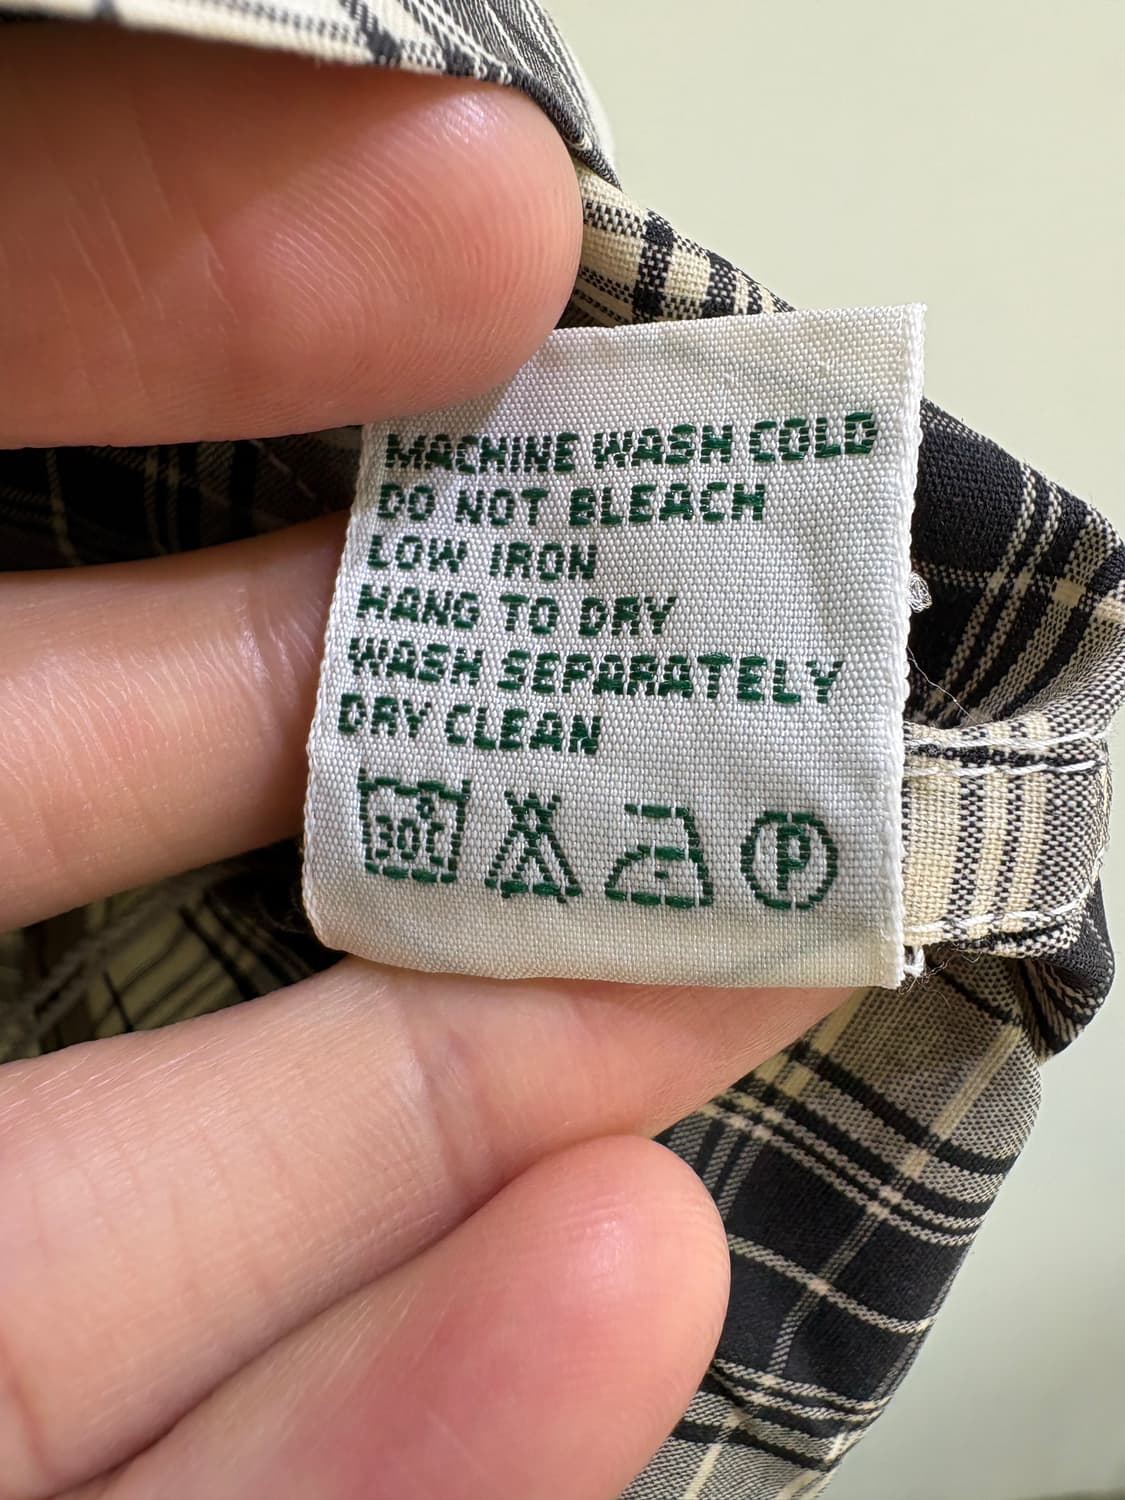 MACHINE WASH COLD
DO NOT BLEACH
LOW IRON
HANG TO DRY
WASH SEPARATELY
DRY CLEAN
30°C P